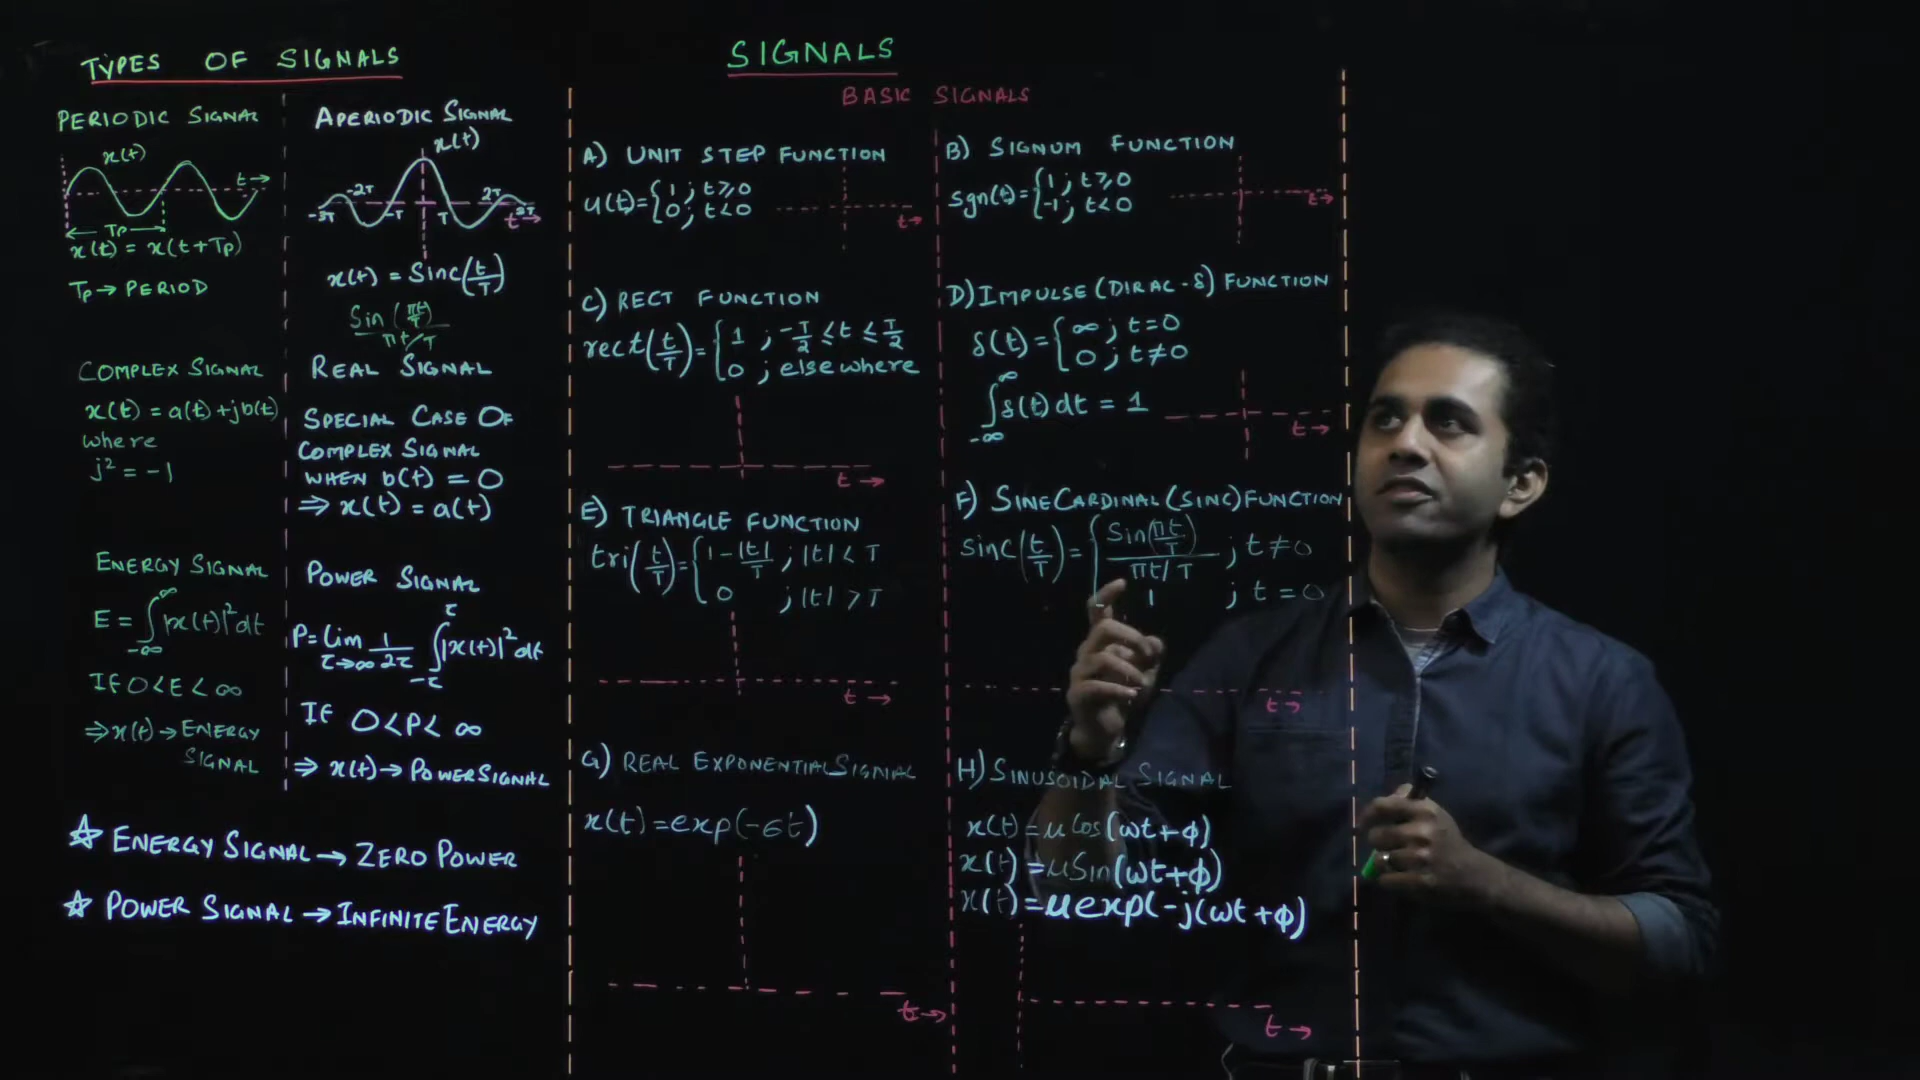 TYPES OF SIGNALS
PERIODIC SIGNAL
x(t)
t→
Tp
x(t) = x(t+Tp)
Tp → PERIOD
APERIODIC SIGNAL
x(t)
-3T -2T -T T 2T 3T
t→
x(t) = Sinc(t/T)
Sin(πt/T)
πt/T
COMPLEX SIGNAL
x(t) = a(t)+jb(t)
where
j² = -1
REAL SIGNAL
SPECIAL CASE OF
COMPLEX SIGNAL
WHEN b(t) = 0
⇒ x(t) = a(t)
ENERGY SIGNAL
E = ∫_{-∞}^{∞} |x(t)|² dt
IF 0<E<∞
⇒ x(t) → ENERGY
SIGNAL
POWER SIGNAL
P = Lim_{τ→∞} 1/2τ ∫_{-τ}^{τ} |x(t)|² dt
If 0<P<∞
⇒ x(t) → POWER SIGNAL
☆ ENERGY SIGNAL → ZERO POWER
☆ POWER SIGNAL → INFINITE ENERGY
SIGNALS
BASIC SIGNALS
A) UNIT STEP FUNCTION
u(t) = { 1 ; t ≥ 0
0 ; t < 0
t→
B) SIGNUM FUNCTION
sgn(t) = { 1 ; t ≥ 0
-1 ; t < 0
t→
C) RECT FUNCTION
rect(t/T) = { 1 ; -T/2 ≤ t ≤ T/2
0 ; elsewhere
t→
D) IMPULSE (DIRAC-δ) FUNCTION
δ(t) = { ∞ ; t=0
0 ; t≠0
∫_{-∞}^{∞} δ(t) dt = 1
t→
E) TRIANGLE FUNCTION
tri(t/T) = { 1-|t|/T ; |t| < T
0 ; |t| > T
t→
F) SINE CARDINAL (SINC) FUNCTION
sinc(t/T) = { Sin(πt/T) / πt/T ; t≠0
1 ; t=0
t→
G) REAL EXPONENTIAL SIGNAL
x(t) = exp(-σt)
t→
H) SINUSOIDAL SIGNAL
x(t) = μ Cos(ωt+ϕ)
x(t) = μ Sin(ωt+ϕ)
x(t) = μ exp(-j(ωt+ϕ)
t→